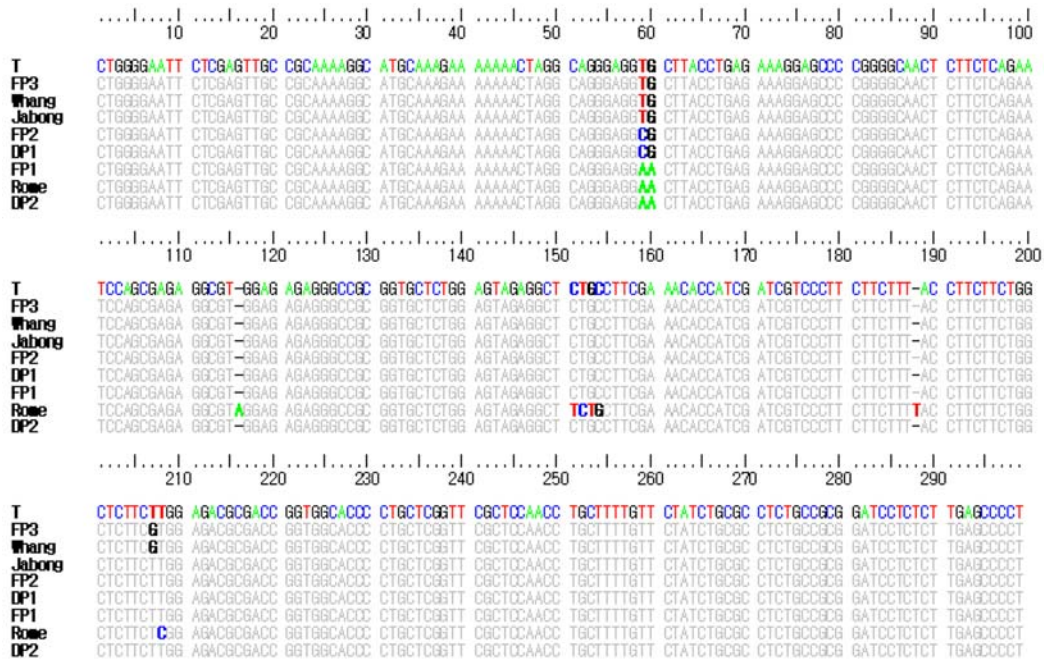 10 20 30 40 50 60 70 80 90 100
T CTGGGGAATT CTCGAGTTGC CGCAAAAGGC ATGCAAAGAA AAAAACTAGG CAGGGAGGTG CTTACCTGAG AAAGGAGCCC CGGGGCAACT CTTCTCAGAA
FP3 CTGGGGAATT CTCGAGTTGC CGCAAAAGGC ATGCAAAGAA AAAAACTAGG CAGGGAGGTG CTTACCTGAG AAAGGAGCCC CGGGGCAACT CTTCTCAGAA
Whang CTGGGGAATT CTCGAGTTGC CGCAAAAGGC ATGCAAAGAA AAAAACTAGG CAGGGAGGTG CTTACCTGAG AAAGGAGCCC CGGGGCAACT CTTCTCAGAA
Jabong CTGGGGAATT CTCGAGTTGC CGCAAAAGGC ATGCAAAGAA AAAAACTAGG CAGGGAGGTG CTTACCTGAG AAAGGAGCCC CGGGGCAACT CTTCTCAGAA
FP2 CTGGGGAATT CTCGAGTTGC CGCAAAAGGC ATGCAAAGAA AAAAACTAGG CAGGGAGGCG CTTACCTGAG AAAGGAGCCC CGGGGCAACT CTTCTCAGAA
DP1 CTGGGGAATT CTCGAGTTGC CGCAAAAGGC ATGCAAAGAA AAAAACTAGG CAGGGAGGCG CTTACCTGAG AAAGGAGCCC CGGGGCAACT CTTCTCAGAA
FP1 CTGGGGAATT CTCGAGTTGC CGCAAAAGGC ATGCAAAGAA AAAAACTAGG CAGGGAGGAA CTTACCTGAG AAAGGAGCCC CGGGGCAACT CTTCTCAGAA
Rome CTGGGGAATT CTCGAGTTGC CGCAAAAGGC ATGCAAAGAA AAAAACTAGG CAGGGAGGAA CTTACCTGAG AAAGGAGCCC CGGGGCAACT CTTCTCAGAA
DP2 CTGGGGAATT CTCGAGTTGC CGCAAAAGGC ATGCAAAGAA AAAAACTAGG CAGGGAGGAA CTTACCTGAG AAAGGAGCCC CGGGGCAACT CTTCTCAGAA
110 120 130 140 150 160 170 180 190 200
T TCCAGCGAGA GGCGT-GGAG AGAGGGCCGC GGTGCTCTGG AGTAGAGGCT CTGCCTTCGA AACACCATCG ATCGTCCCTT CTTCTTT-AC CTTCTTCTGG
FP3 TCCAGCGAGA GGCGT-GGAG AGAGGGCCGC GGTGCTCTGG AGTAGAGGCT CTGCCTTCGA AACACCATCG ATCGTCCCTT CTTCTTT-AC CTTCTTCTGG
Whang TCCAGCGAGA GGCGT-GGAG AGAGGGCCGC GGTGCTCTGG AGTAGAGGCT CTGCCTTCGA AACACCATCG ATCGTCCCTT CTTCTTT-AC CTTCTTCTGG
Jabong TCCAGCGAGA GGCGT-GGAG AGAGGGCCGC GGTGCTCTGG AGTAGAGGCT CTGCCTTCGA AACACCATCG ATCGTCCCTT CTTCTTT-AC CTTCTTCTGG
FP2 TCCAGCGAGA GGCGT-GGAG AGAGGGCCGC GGTGCTCTGG AGTAGAGGCT CTGCCTTCGA AACACCATCG ATCGTCCCTT CTTCTTT-AC CTTCTTCTGG
DP1 TCCAGCGAGA GGCGT-GGAG AGAGGGCCGC GGTGCTCTGG AGTAGAGGCT CTGCCTTCGA AACACCATCG ATCGTCCCTT CTTCTTT-AC CTTCTTCTGG
FP1 TCCAGCGAGA GGCGT-GGAG AGAGGGCCGC GGTGCTCTGG AGTAGAGGCT CTGCCTTCGA AACACCATCG ATCGTCCCTT CTTCTTT-AC CTTCTTCTGG
Rome TCCAGCGAGA GGCGTAGGAG AGAGGGCCGC GGTGCTCTGG AGTAGAGGCT TCTGCTTCGA AACACCATCG ATCGTCCCTT CTTCTTTTAC CTTCTTCTGG
DP2 TCCAGCGAGA GGCGT-GGAG AGAGGGCCGC GGTGCTCTGG AGTAGAGGCT CTGCCTTCGA AACACCATCG ATCGTCCCTT CTTCTTT-AC CTTCTTCTGG
210 220 230 240 250 260 270 280 290
T CTCTTCTTGG AGACGCGACC GGTGGCACCC CTGCTCGGTT CGCTCCAACC TGCTTTTGTT CTATCTGCGC CTCTGCCGCG GATCCTCTCT TGAGCCCCT
FP3 CTCTTCGTGG AGACGCGACC GGTGGCACCC CTGCTCGGTT CGCTCCAACC TGCTTTTGTT CTATCTGCGC CTCTGCCGCG GATCCTCTCT TGAGCCCCT
Whang CTCTTCGTGG AGACGCGACC GGTGGCACCC CTGCTCGGTT CGCTCCAACC TGCTTTTGTT CTATCTGCGC CTCTGCCGCG GATCCTCTCT TGAGCCCCT
Jabong CTCTTCTTGG AGACGCGACC GGTGGCACCC CTGCTCGGTT CGCTCCAACC TGCTTTTGTT CTATCTGCGC CTCTGCCGCG GATCCTCTCT TGAGCCCCT
FP2 CTCTTCTTGG AGACGCGACC GGTGGCACCC CTGCTCGGTT CGCTCCAACC TGCTTTTGTT CTATCTGCGC CTCTGCCGCG GATCCTCTCT TGAGCCCCT
DP1 CTCTTCTTGG AGACGCGACC GGTGGCACCC CTGCTCGGTT CGCTCCAACC TGCTTTTGTT CTATCTGCGC CTCTGCCGCG GATCCTCTCT TGAGCCCCT
FP1 CTCTTCTTGG AGACGCGACC GGTGGCACCC CTGCTCGGTT CGCTCCAACC TGCTTTTGTT CTATCTGCGC CTCTGCCGCG GATCCTCTCT TGAGCCCCT
Rome CTCTTCTCGG AGACGCGACC GGTGGCACCC CTGCTCGGTT CGCTCCAACC TGCTTTTGTT CTATCTGCGC CTCTGCCGCG GATCCTCTCT TGAGCCCCT
DP2 CTCTTCTTGG AGACGCGACC GGTGGCACCC CTGCTCGGTT CGCTCCAACC TGCTTTTGTT CTATCTGCGC CTCTGCCGCG GATCCTCTCT TGAGCCCCT